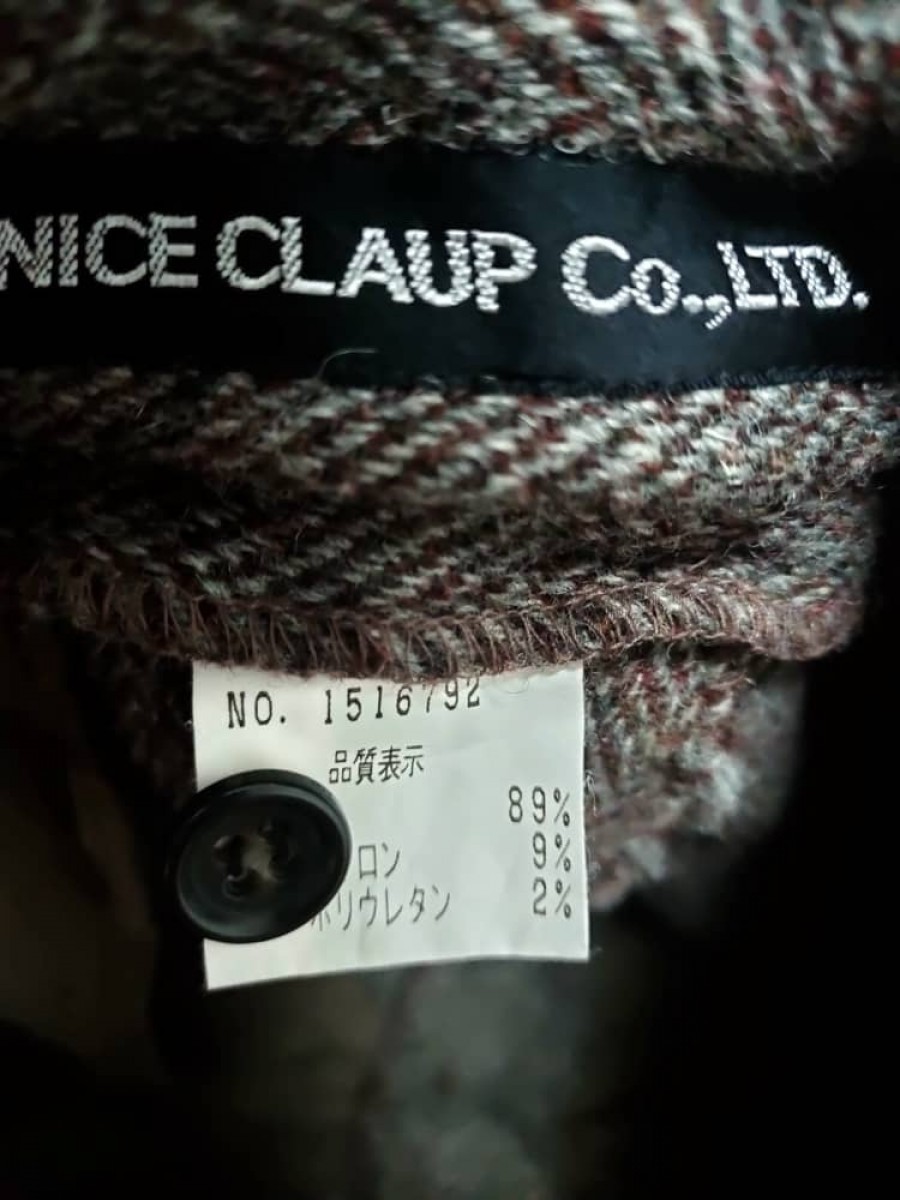 NICE CLAUP Co.,LTD.
NO. 1516792
品質表示
89%
ロン 9%
ポリウレタン 2%